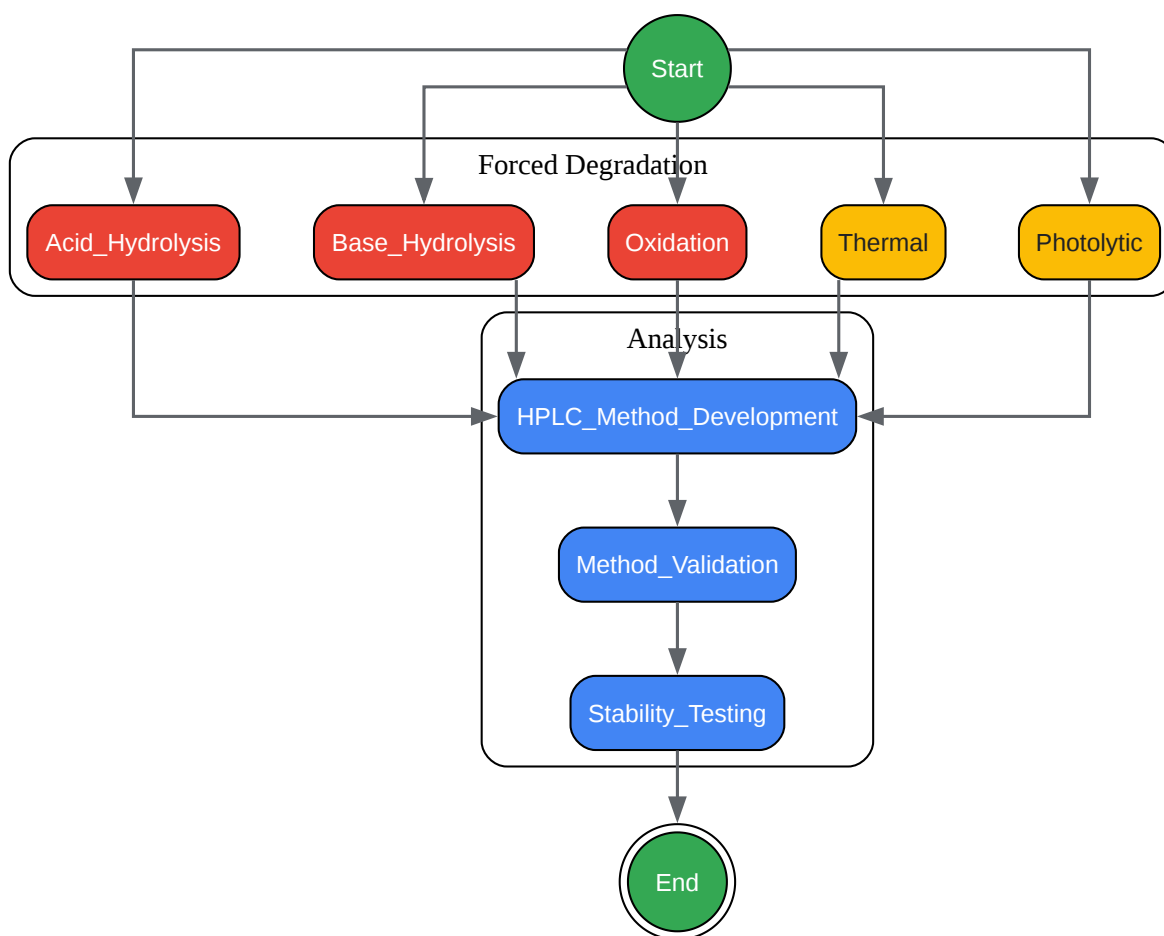 Start
Forced Degradation
Acid_Hydrolysis
Base_Hydrolysis
Oxidation
Thermal
Photolytic
Analysis
HPLC_Method_Development
Method_Validation
Stability_Testing
End